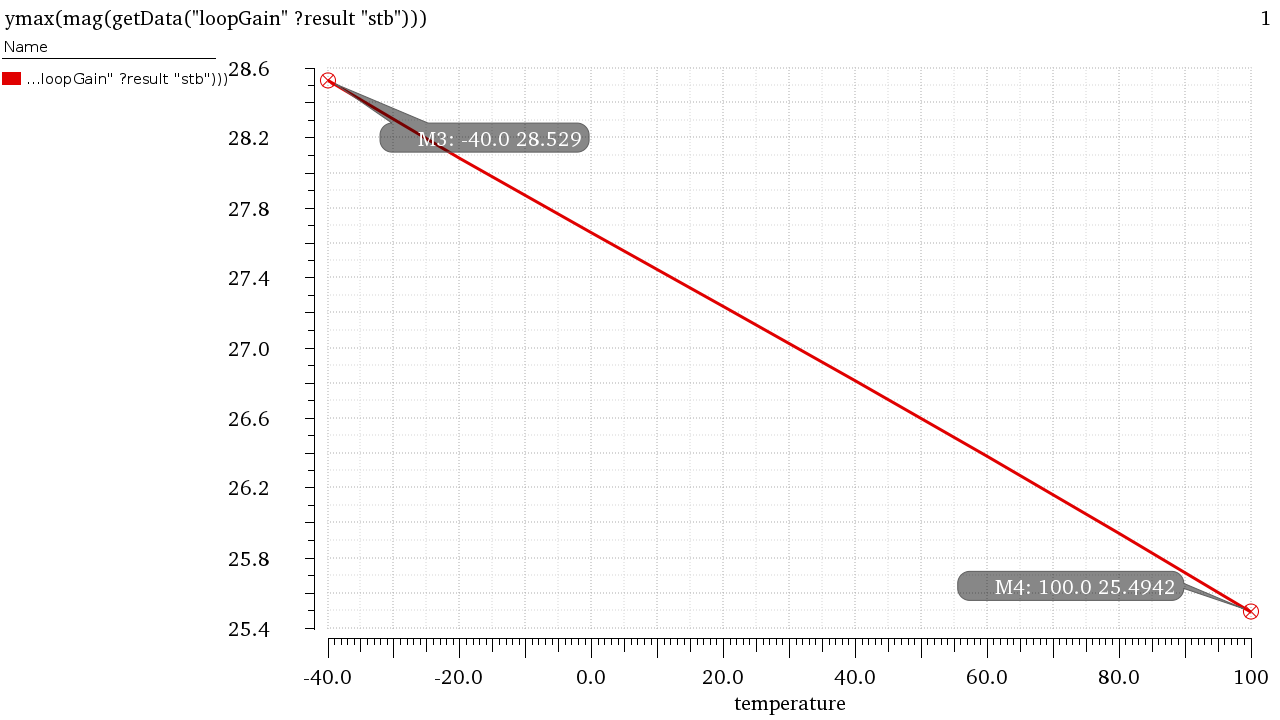 ymax(mag(getData("loopGain" ?result "stb")))
1
Name
...loopGain" ?result "stb")))
28.6
28.2
27.8
27.4
27.0
26.6
26.2
25.8
25.4
M3: -40.0 28.529
M4: 100.0 25.4942
-40.0 -20.0 0.0 20.0 40.0 60.0 80.0 100
temperature